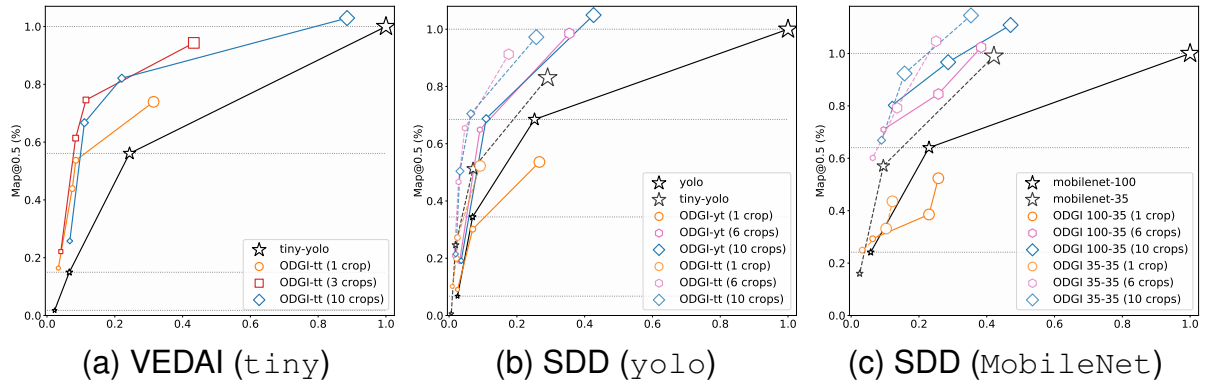 Map@0.5 (%)
1.0
0.8
0.6
0.4
0.2
0.0
0.0 0.2 0.4 0.6 0.8 1.0
tiny-yolo
ODGI-tt (1 crop)
ODGI-tt (3 crops)
ODGI-tt (10 crops)
(a) VEDAI (tiny)
Map@0.5 (%)
1.0
0.8
0.6
0.4
0.2
0.0
0.0 0.2 0.4 0.6 0.8 1.0
yolo
tiny-yolo
ODGI-yt (1 crop)
ODGI-yt (6 crops)
ODGI-yt (10 crops)
ODGI-tt (1 crop)
ODGI-tt (6 crops)
ODGI-tt (10 crops)
(b) SDD (yolo)
Map@0.5 (%)
1.0
0.8
0.6
0.4
0.2
0.0
0.0 0.2 0.4 0.6 0.8 1.0
mobilenet-100
mobilenet-35
ODGI 100-35 (1 crop)
ODGI 100-35 (6 crops)
ODGI 100-35 (10 crops)
ODGI 35-35 (1 crop)
ODGI 35-35 (6 crops)
ODGI 35-35 (10 crops)
(c) SDD (MobileNet)